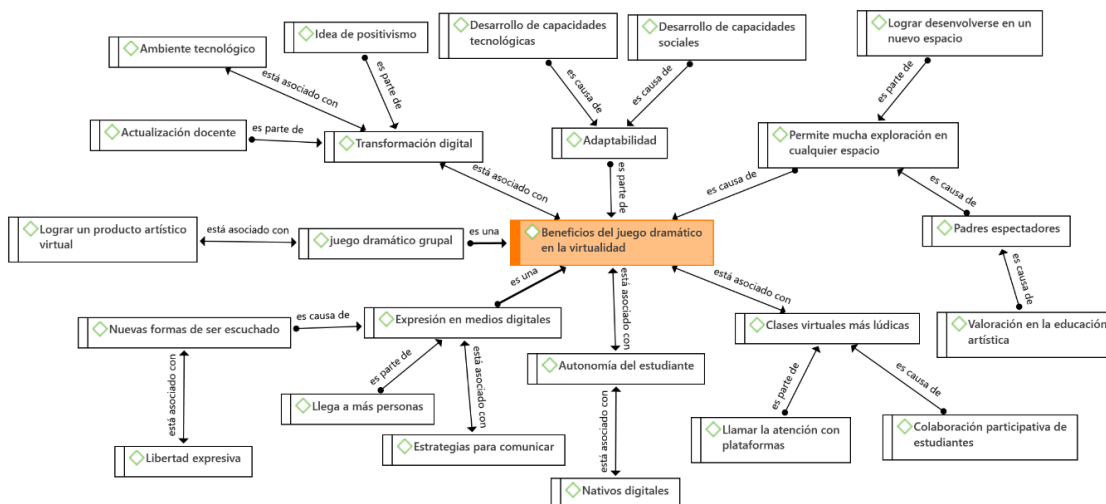 Idea de positivismo
Desarrollo de capacidades
tecnológicas
Desarrollo de capacidades
sociales
Lograr desenvolverse en un
nuevo espacio
Ambiente tecnológico
está asociado con
es parte de
es causa de
es causa de
es parte de
Actualización docente
es parte de
Transformación digital
Adaptabilidad
Permite mucha exploración en
cualquier espacio
está asociado con
es parte de
es causa de
es causa de
Lograr un producto artístico
virtual
está asociado con
juego dramático grupal
es una
Beneficios del juego dramático
en la virtualidad
Padres espectadores
es una
está asociado con
está asociado con
es causa de
Nuevas formas de ser escuchado
es causa de
Expresión en medios digitales
Clases virtuales más lúdicas
Valoración en la educación
artística
está asociado con
es parte de
está asociado con
Autonomía del estudiante
es parte de
es causa de
Llega a más personas
Llamar la atención con
plataformas
Colaboración participativa de
estudiantes
Libertad expresiva
Estrategias para comunicar
está asociado con
Nativos digitales